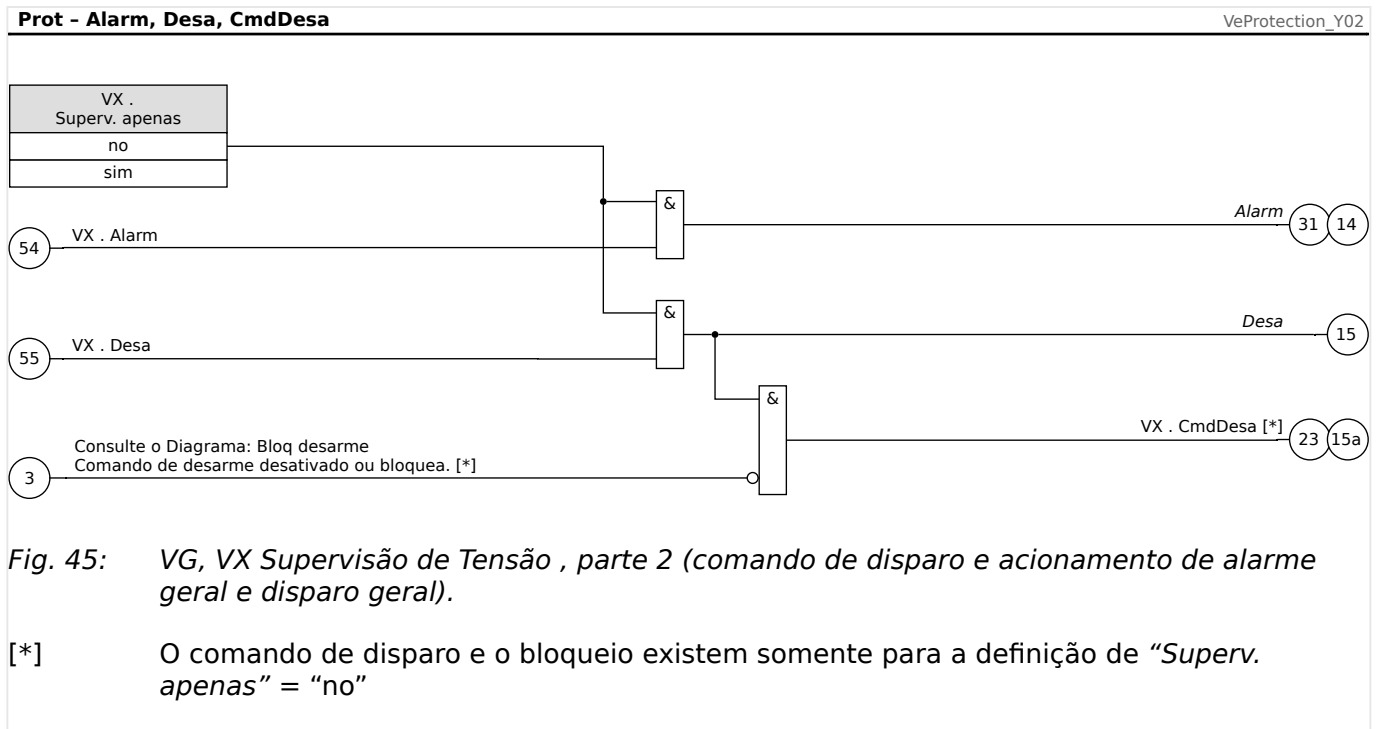 Prot – Alarm, Desa, CmdDesa
VeProtection_Y02
VX .
Superv. apenas
no
sim
&
Alarm
31
14
54
VX . Alarm
&
Desa
15
55
VX . Desa
&
VX . CmdDesa [*]
23
15a
Consulte o Diagrama: Bloq desarme
Comando de desarme desativado ou bloquea. [*]
3
Fig. 45: VG, VX Supervisão de Tensão , parte 2 (comando de disparo e acionamento de alarme
geral e disparo geral).
[*] O comando de disparo e o bloqueio existem somente para a definição de “Superv.
apenas” = “no”